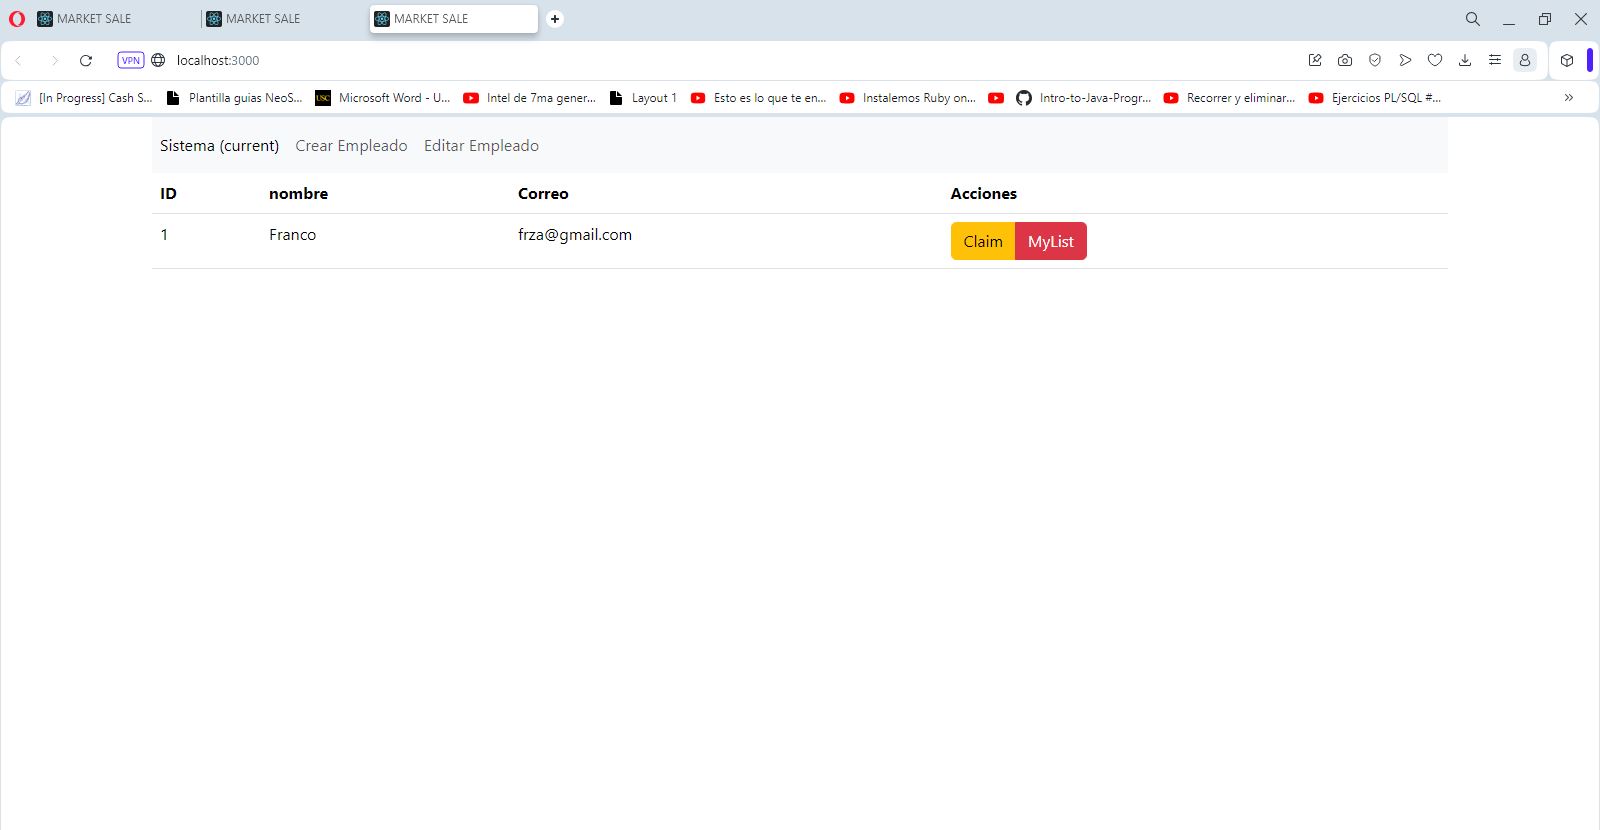 MARKET SALE MARKET SALE MARKET SALE
VPN localhost:3000
[In Progress] Cash S... Plantilla guias NeoS... USC Microsoft Word - U... Intel de 7ma gener... Layout 1 Esto es lo que te en... Instalemos Ruby on... Intro-to-Java-Progr... Recorrer y eliminar... Ejercicios PL/SQL #...
Sistema (current) Crear Empleado Editar Empleado
ID nombre Correo Acciones
1 Franco frza@gmail.com Claim MyList